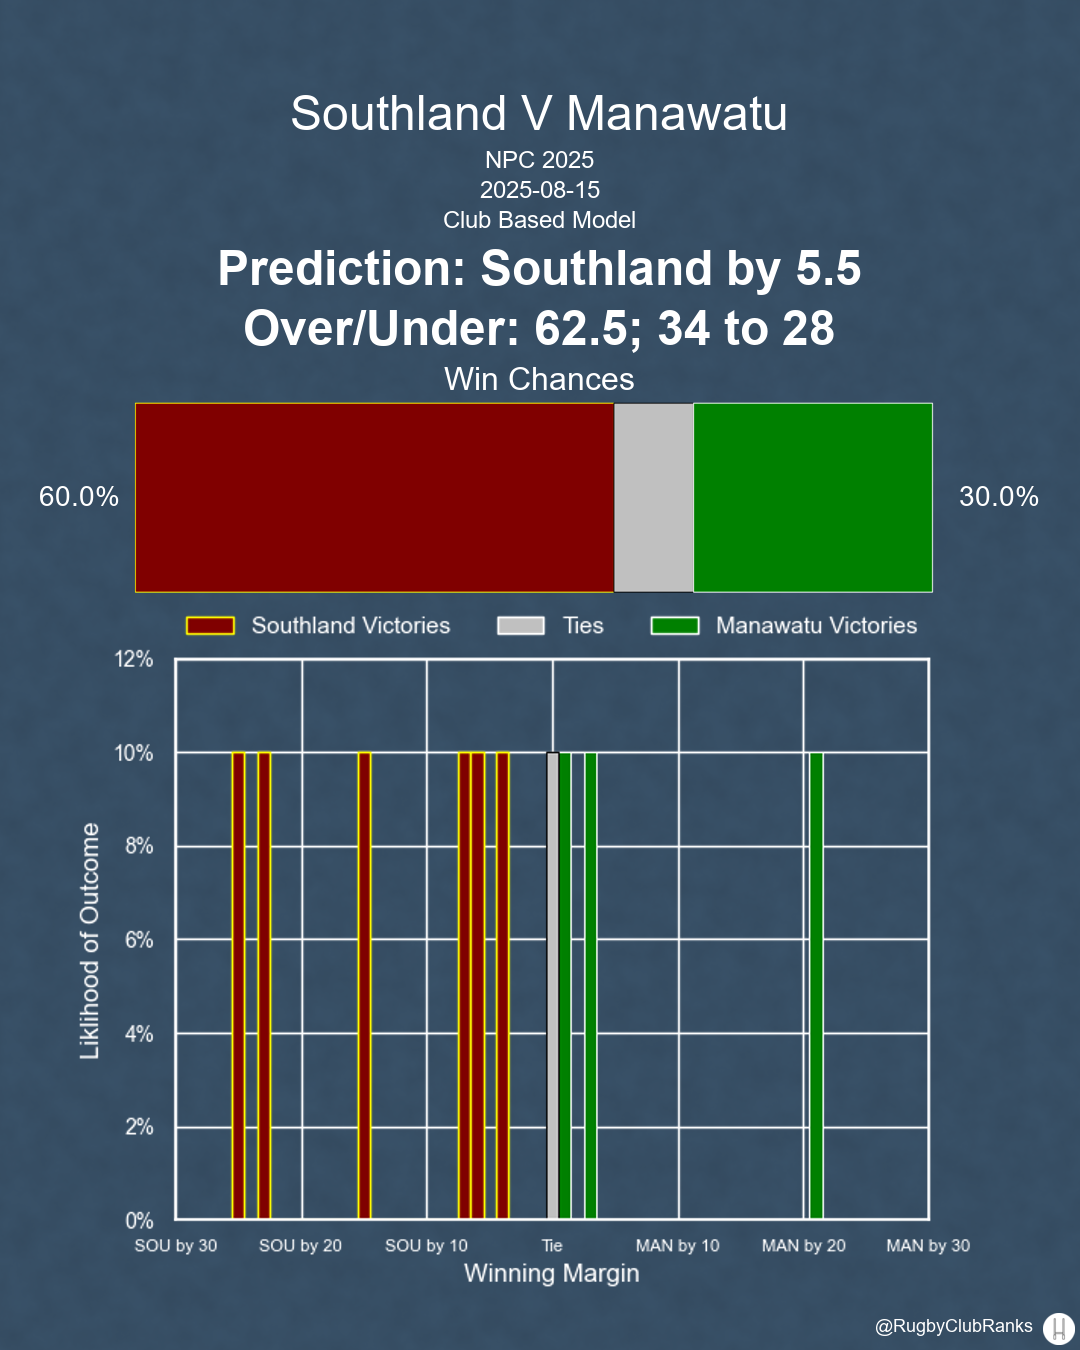 Southland V Manawatu
NPC 2025
2025-08-15
Club Based Model
Prediction: Southland by 5.5
Over/Under: 62.5; 34 to 28
Win Chances
60.0%
30.0%
Southland Victories
Ties
Manawatu Victories
12%
10%
8%
6%
4%
2%
0%
Liklihood of Outcome
SOU by 30
SOU by 20
SOU by 10
Tie
MAN by 10
MAN by 20
MAN by 30
Winning Margin
@RugbyClubRanks